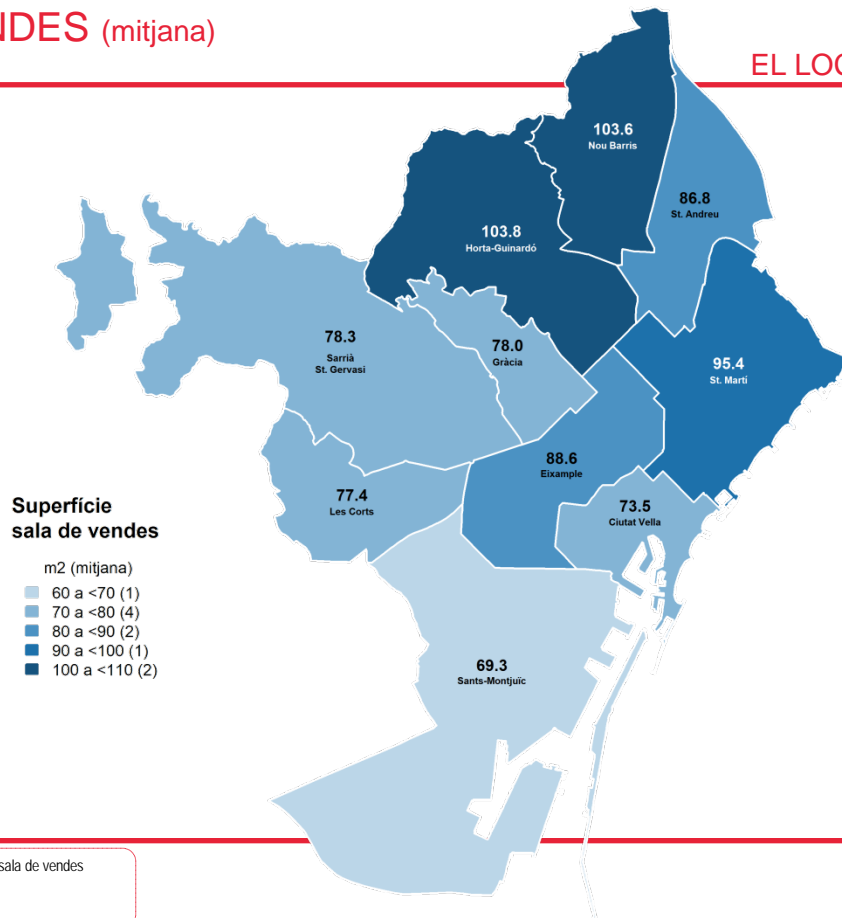 NDES (mitjana)
EL LOC
103.6
Nou Barris
86.8
St. Andreu
103.8
Horta-Guinardó
78.3
Sarrià
St. Gervasi
78.0
Gràcia
95.4
St. Martí
88.6
Eixample
77.4
Les Corts
73.5
Ciutat Vella
Superfície
sala de vendes
m2 (mitjana)
60 a <70 (1)
70 a <80 (4)
80 a <90 (2)
90 a <100 (1)
100 a <110 (2)
69.3
Sants-Montjuïc
sala de vendes